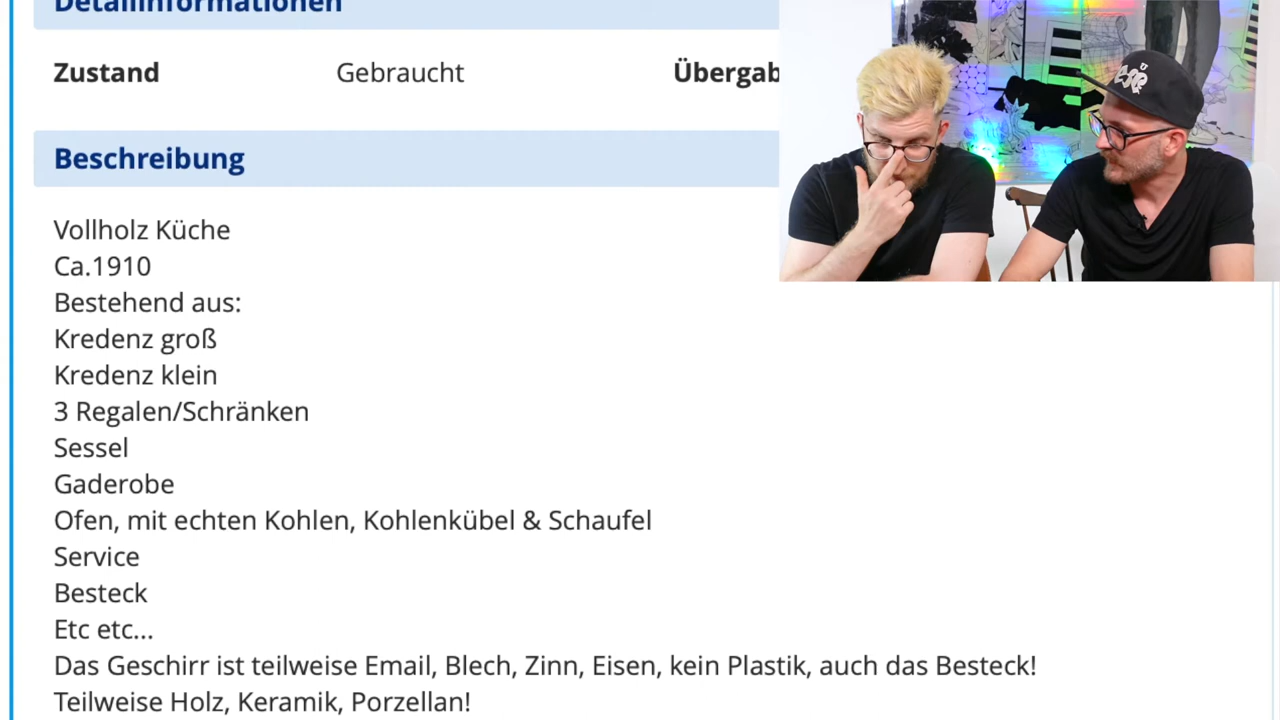 Detailinformationen
Zustand Gebraucht Übergab
Beschreibung
Vollholz Küche
Ca.1910
Bestehend aus:
Kredenz groß
Kredenz klein
3 Regalen/Schränken
Sessel
Gaderobe
Ofen, mit echten Kohlen, Kohlenkübel & Schaufel
Service
Besteck
Etc etc...
Das Geschirr ist teilweise Email, Blech, Zinn, Eisen, kein Plastik, auch das Besteck!
Teilweise Holz, Keramik, Porzellan!